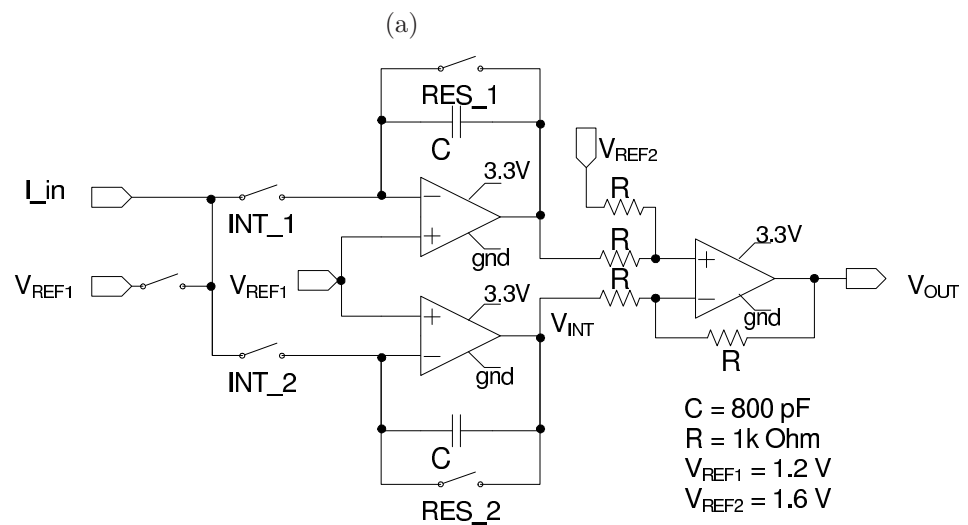 (a)
RES_1
C
V_REF2
I_in
3.3V
R
INT_1
gnd
R
3.3V
V_REF1
V_REF1
R
V_OUT
3.3V
V_INT
gnd
gnd
R
INT_2
C
RES_2
C = 800 pF
R = 1k Ohm
V_REF1 = 1.2 V
V_REF2 = 1.6 V